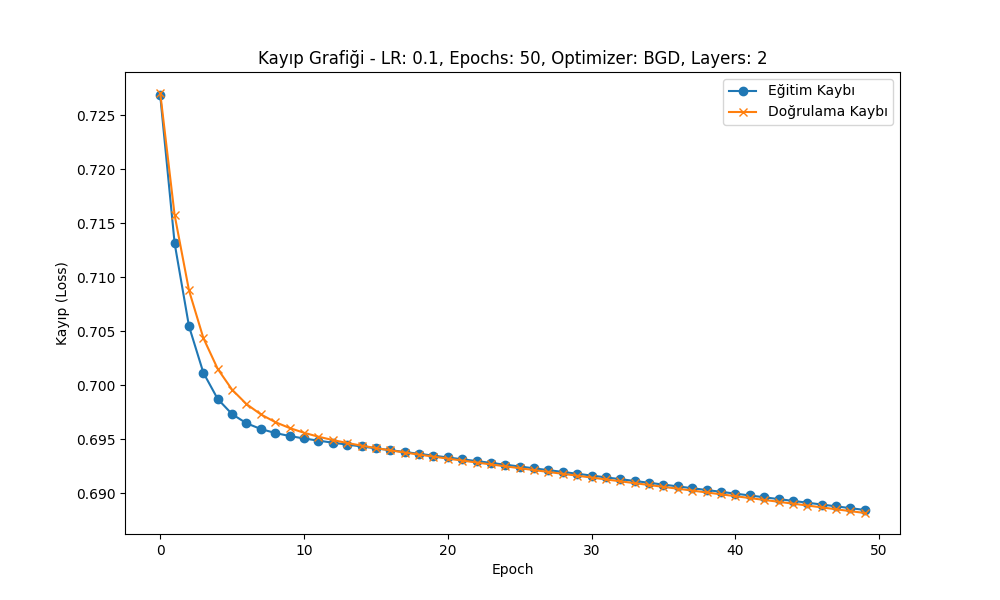 Kayıp Grafiği - LR: 0.1, Epochs: 50, Optimizer: BGD, Layers: 2
Eğitim Kaybı
Doğrulama Kaybı
Kayıp (Loss)
0.725
0.720
0.715
0.710
0.705
0.700
0.695
0.690
0 10 20 30 40 50
Epoch